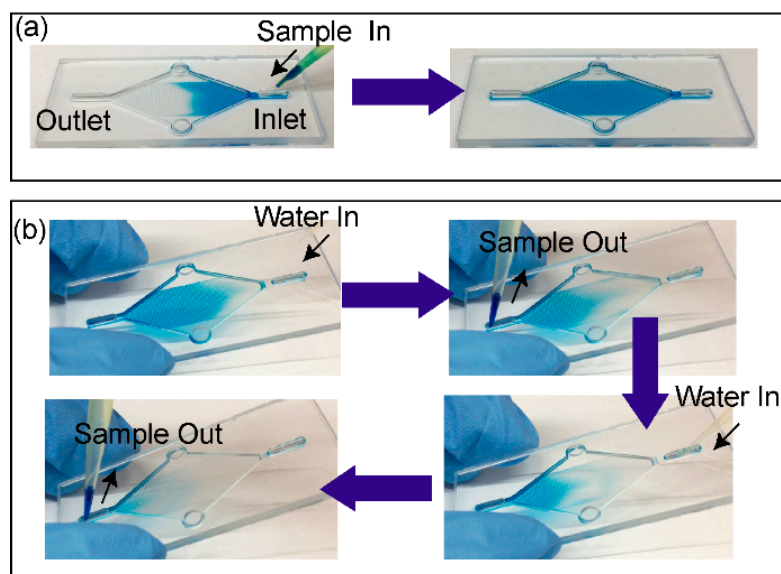 (a)
Sample In
Outlet
Inlet
(b)
Water In
Sample Out
Water In
Sample Out